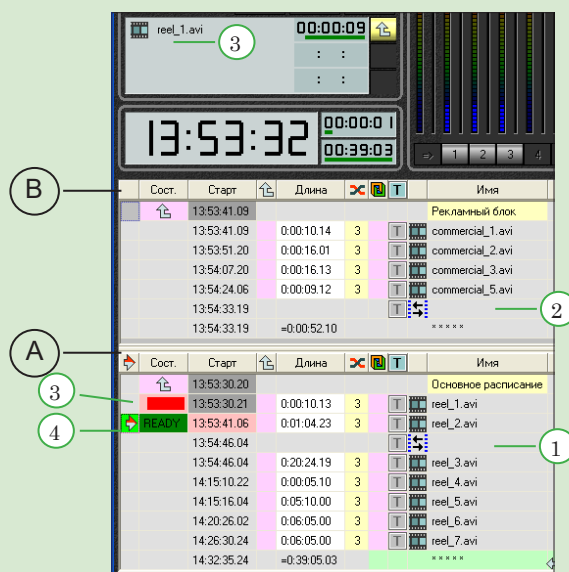 reel_1.avi 00:00:09
3
: :
: :
13:53:32 00:00:01
00:39:03
⇒ 1 2 3 4
B
Сост. Старт Длина T Имя
13:53:41.09 Рекламный блок
13:53:41.09 0:00:10.14 3 T commercial_1.avi
13:53:51.20 0:00:16.01 3 T commercial_2.avi
13:54:07.20 0:00:16.13 3 T commercial_3.avi
13:54:24.06 0:00:09.12 3 T commercial_5.avi
13:54:33.19 T
2
13:54:33.19 =0:00:52.10 *****
A
Сост. Старт Длина T Имя
13:53:30.20 Основное расписание
3
13:53:30.21 0:00:10.13 3 T reel_1.avi
4
READY 13:53:41.06 0:01:04.23 3 T reel_2.avi
13:54:46.04 T
1
13:54:46.04 0:20:24.19 3 T reel_3.avi
14:15:10.22 0:00:05.10 3 T reel_4.avi
14:15:16.04 0:05:10.00 3 T reel_5.avi
14:20:26.02 0:06:05.00 3 T reel_6.avi
14:26:30.24 0:06:05.00 3 T reel_7.avi
14:32:35.24 =0:39:05.03 *****